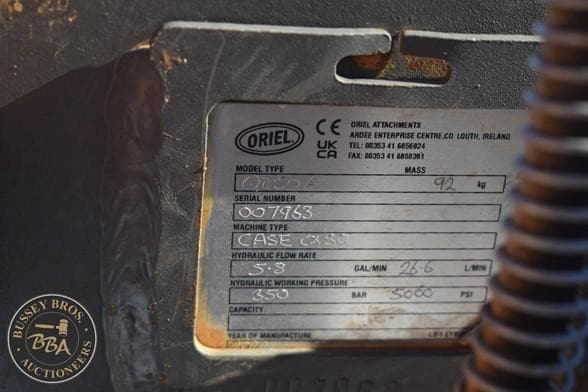 ORIEL CE ORIEL ATTACHMENTS
ARDEE ENTERPRISE CENTRE, CO. LOUTH, IRELAND.
UK CA TEL: 00353 41 6856824
FAX: 00353 41 6858391
MODEL TYPE MASS
92 kg
SERIAL NUMBER
007963
MACHINE TYPE
CASE CX80
HYDRAULIC FLOW RATE
5.8 GAL/MIN 26.6 L/MIN
HYDRAULIC WORKING PRESSURE
350 BAR 5000 PSI
CAPACITY
YEAR OF MANUFACTURE
BUSSEY BROS.
BBA
AUCTIONEERS